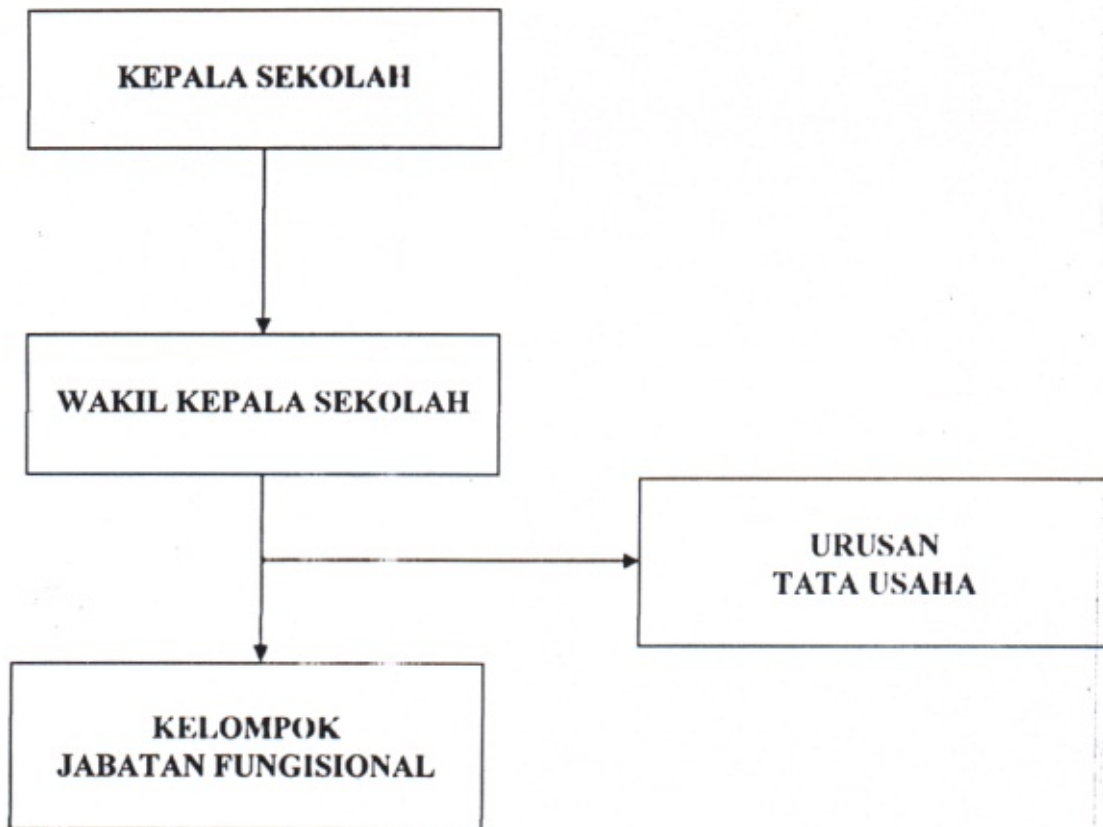 KEPALA SEKOLAH
WAKIL KEPALA SEKOLAH
URUSAN
TATA USAHA
KELOMPOK
JABATAN FUNGISIONAL